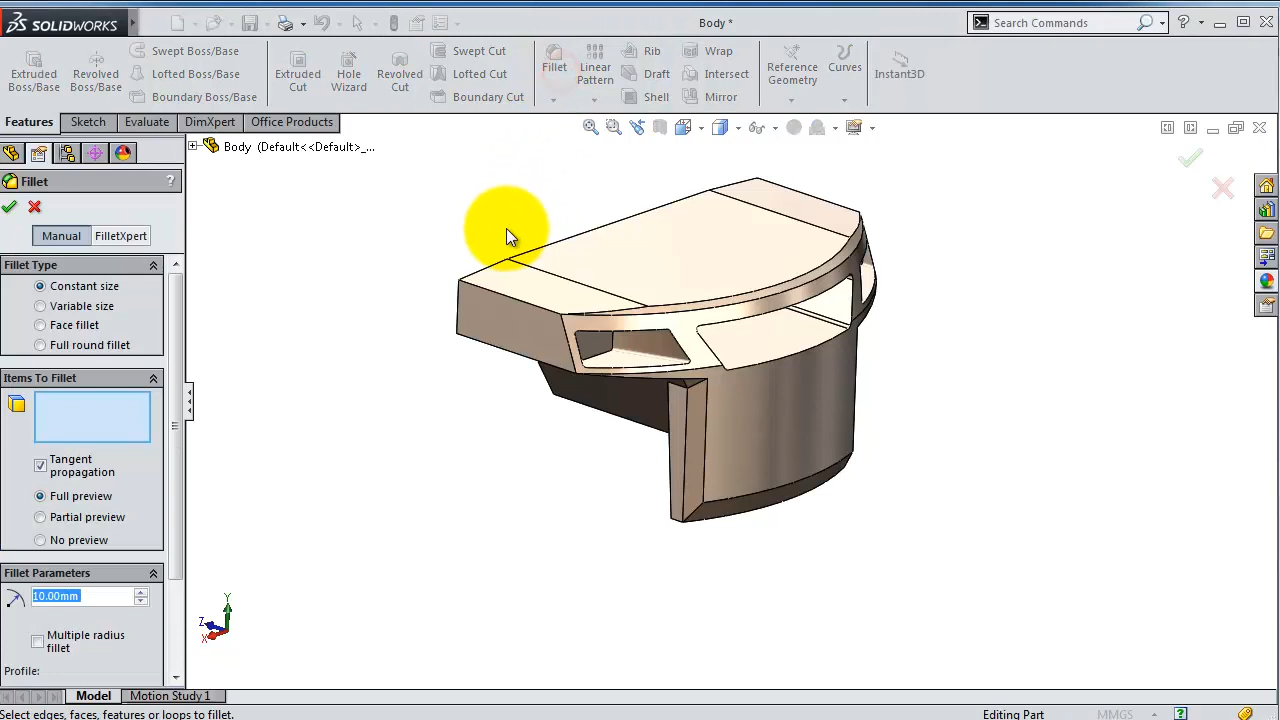 SOLIDWORKS
Body *
Search Commands
?
Extruded Boss/Base
Revolved Boss/Base
Swept Boss/Base
Lofted Boss/Base
Boundary Boss/Base
Extruded Cut
Hole Wizard
Revolved Cut
Swept Cut
Lofted Cut
Boundary Cut
Fillet
Linear Pattern
Rib
Draft
Shell
Wrap
Intersect
Mirror
Reference Geometry
Curves
Instant3D
Features
Sketch
Evaluate
DimXpert
Office Products
Body (Default<<Default>_...
Fillet
?
Manual
FilletXpert
Fillet Type
Constant size
Variable size
Face fillet
Full round fillet
Items To Fillet
Tangent propagation
Full preview
Partial preview
No preview
Fillet Parameters
10.00mm
Multiple radius fillet
Profile:
Y
Z
X
Model
Motion Study 1
Select edges, faces, features or loops to fillet.
Editing Part
MMGS
?